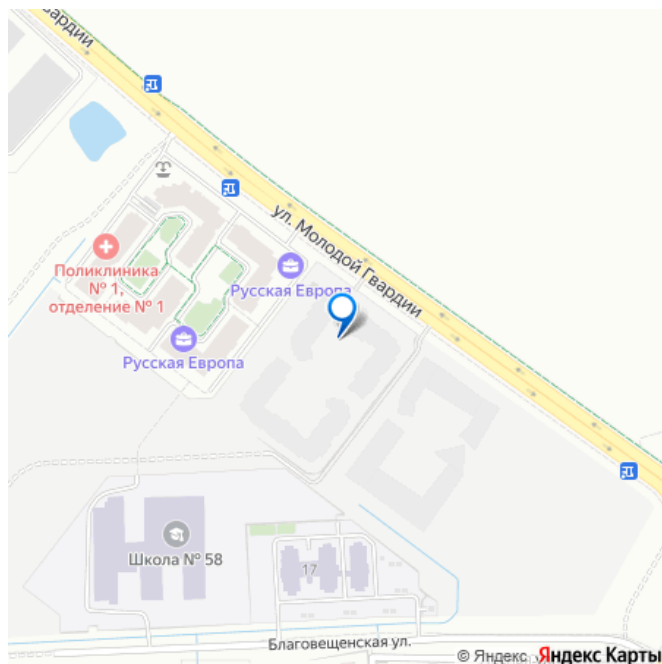 ул. Молодой Гвардии
Поликлиника
№ 1,
отделение № 1
Русская Европа
Русская Европа
Школа № 58
17
Благовещенская ул.
© Яндекс Яндекс Карты